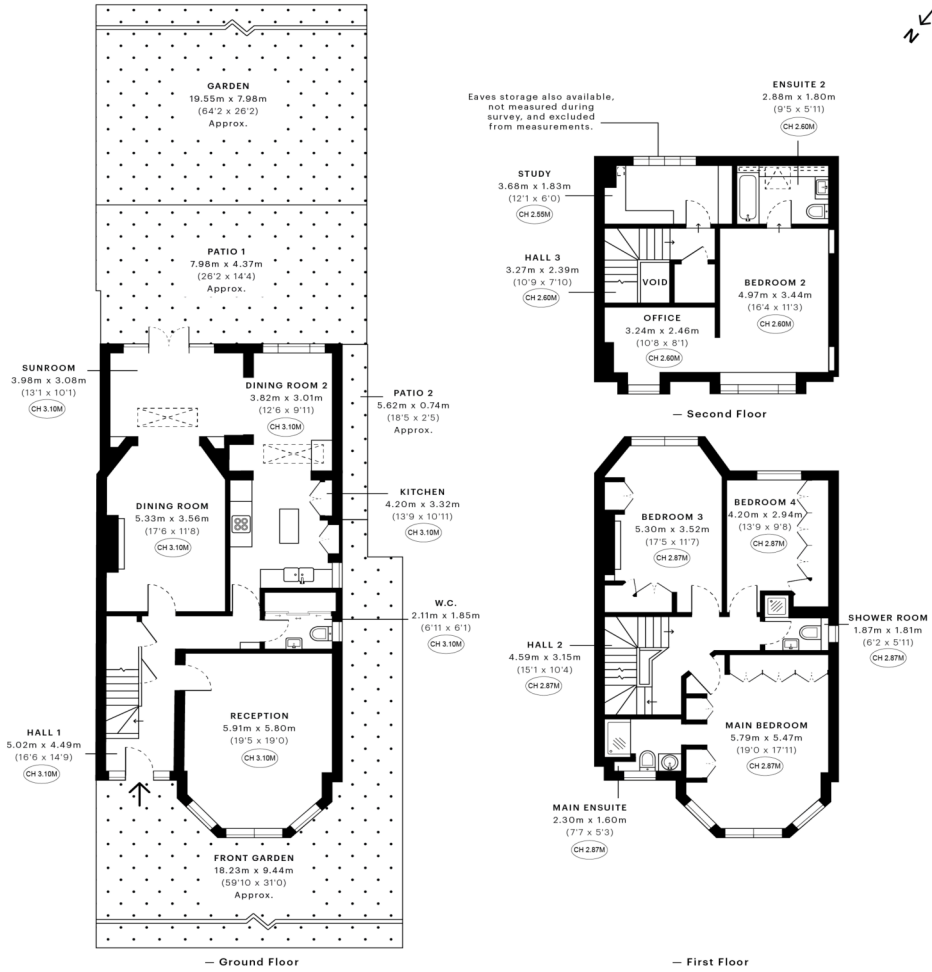 N
GARDEN
19.55m x 7.98m
(64'2 x 26'2)
Approx.
PATIO 1
7.98m x 4.37m
(26'2 x 14'4)
Approx.
SUNROOM
3.98m x 3.08m
(13'1 x 10'1)
CH 3.10M
DINING ROOM 2
3.82m x 3.01m
(12'6 x 9'11)
CH 3.10M
PATIO 2
5.62m x 0.74m
(18'5 x 2'5)
Approx.
DINING ROOM
5.33m x 3.56m
(17'6 x 11'8)
CH 3.10M
KITCHEN
4.20m x 3.32m
(13'9 x 10'11)
CH 3.10M
W.C.
2.11m x 1.85m
(6'11 x 6'1)
CH 3.10M
HALL 1
5.02m x 4.49m
(16'6 x 14'9)
CH 3.10M
RECEPTION
5.91m x 5.80m
(19'5 x 19'0)
CH 3.10M
FRONT GARDEN
18.23m x 9.44m
(59'10 x 31'0)
Approx.
— Ground Floor
Eaves storage also available,
not measured during
survey, and excluded
from measurements.
ENSUITE 2
2.88m x 1.80m
(9'5 x 5'11)
CH 2.60M
STUDY
3.68m x 1.83m
(12'1 x 6'0)
CH 2.55M
HALL 3
3.27m x 2.39m
(10'9 x 7'10)
CH 2.60M
VOID
BEDROOM 2
4.97m x 3.44m
(16'4 x 11'3)
CH 2.60M
OFFICE
3.24m x 2.46m
(10'8 x 8'1)
CH 2.60M
— Second Floor
BEDROOM 3
5.30m x 3.52m
(17'5 x 11'7)
CH 2.87M
BEDROOM 4
4.20m x 2.94m
(13'9 x 9'8)
CH 2.87M
SHOWER ROOM
1.87m x 1.81m
(6'2 x 5'11)
CH 2.87M
HALL 2
4.59m x 3.15m
(15'1 x 10'4)
CH 2.87M
MAIN BEDROOM
5.79m x 5.47m
(19'0 x 17'11)
CH 2.87M
MAIN ENSUITE
2.30m x 1.60m
(7'7 x 5'3)
CH 2.87M
— First Floor